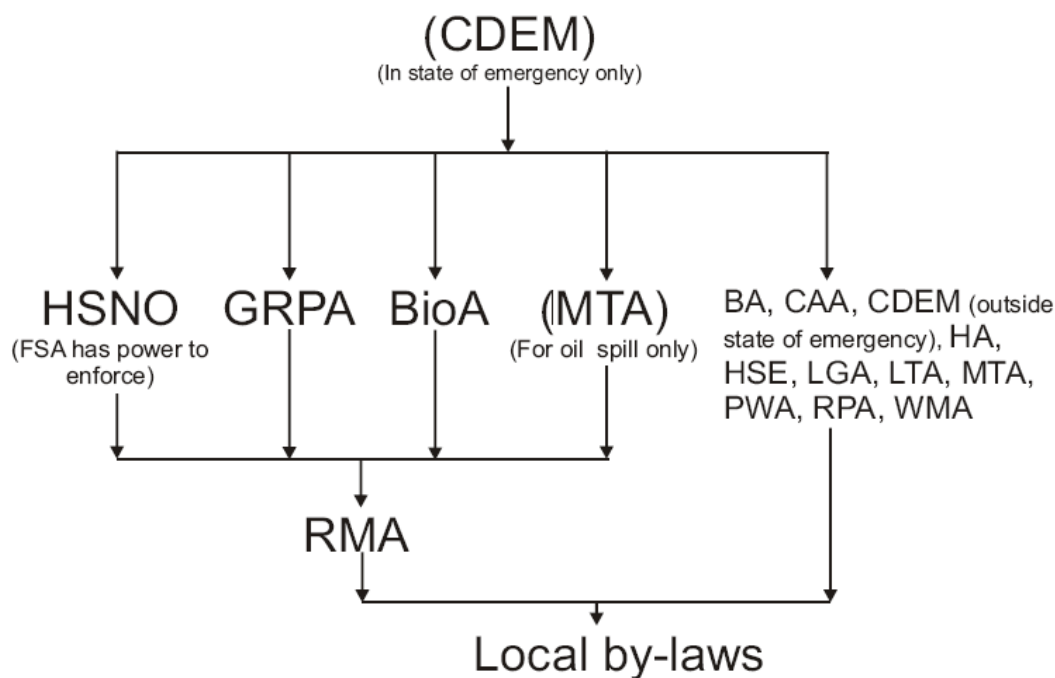 (CDEM)
(In state of emergency only)
HSNO
(FSA has power to
enforce)
GRPA
BioA
(MTA)
(For oil spill only)
BA, CAA, CDEM (outside
state of emergency), HA,
HSE, LGA, LTA, MTA,
PWA, RPA, WMA
RMA
Local by-laws